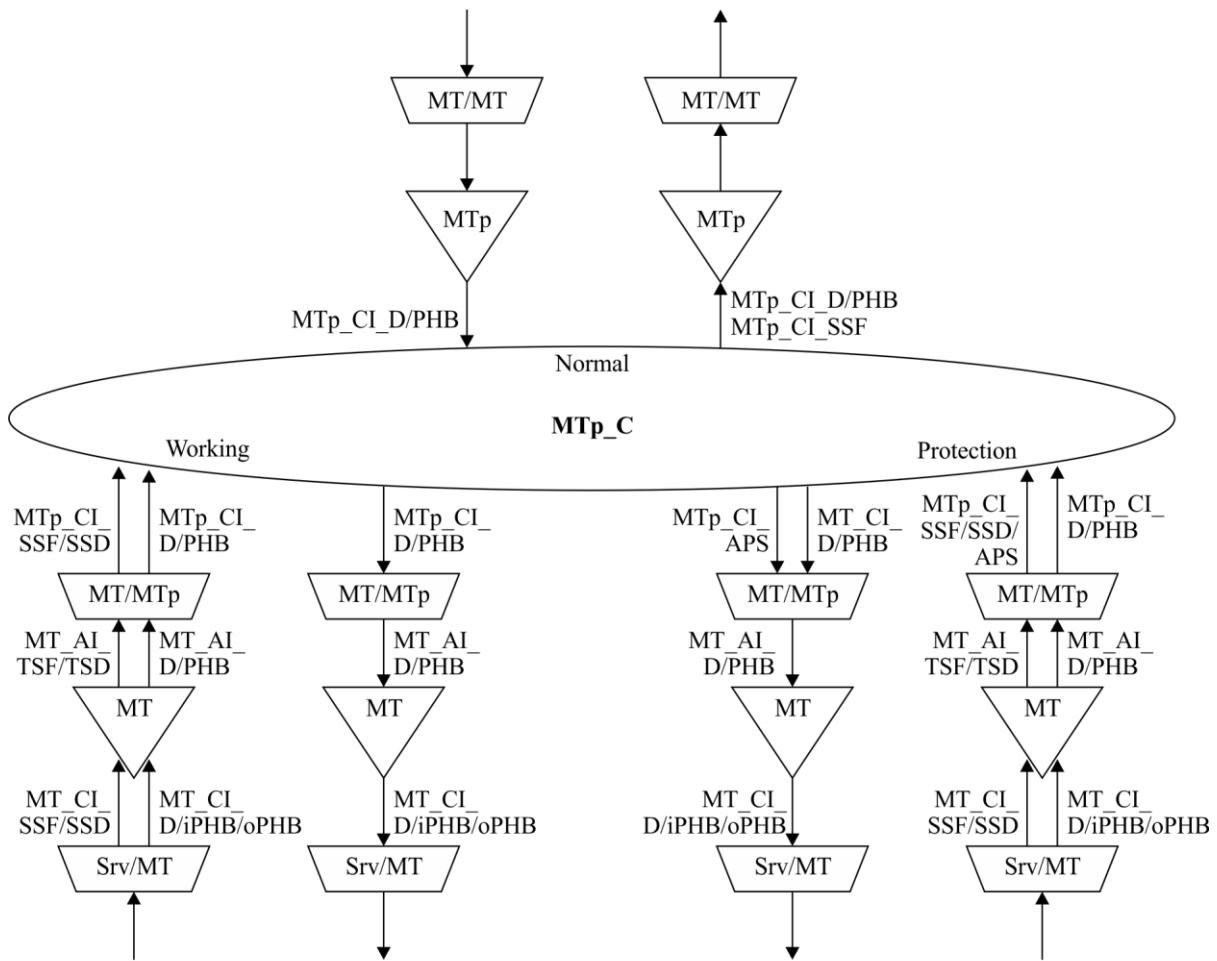 MT/MT
MT/MT
MTp
MTp
MTp_CI_D/PHB
MTp_CI_D/PHB
MTp_CI_SSF
Normal
MTp_C
Working
Protection
MTp_CI_
SSF/SSD
MTp_CI_
D/PHB
MTp_CI_
D/PHB
MTp_CI_
APS
MT_CI_
D/PHB
MTp_CI_
SSF/SSD/
APS
MTp_CI_
D/PHB
MT/MTp
MT/MTp
MT/MTp
MT/MTp
MT_AI_
TSF/TSD
MT_AI_
D/PHB
MT_AI_
D/PHB
MT_AI_
D/PHB
MT_AI_
TSF/TSD
MT_AI_
D/PHB
MT
MT
MT
MT
MT_CI_
SSF/SSD
MT_CI_
D/iPHB/oPHB
MT_CI_
D/iPHB/oPHB
MT_CI_
D/iPHB/oPHB
MT_CI_
SSF/SSD
MT_CI_
D/iPHB/oPHB
Srv/MT
Srv/MT
Srv/MT
Srv/MT